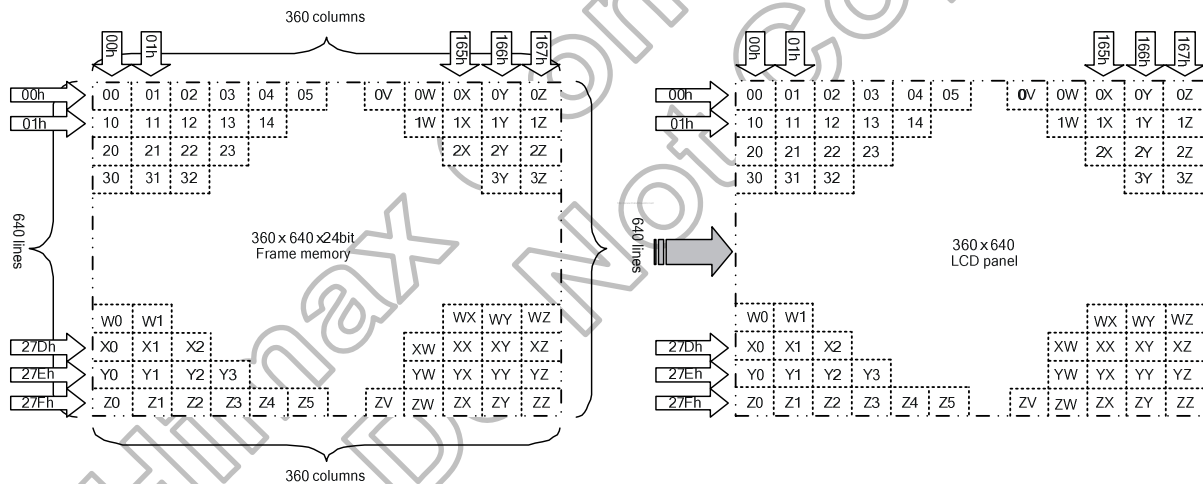 360 columns
00h 01h 165h 166h 167h 00h 01h 165h 166h 167h
00h 00 01 02 03 04 05 0V 0W 0X 0Y 0Z 00h 00 01 02 03 04 05 0V 0W 0X 0Y 0Z
01h 10 11 12 13 14 1W 1X 1Y 1Z 01h 10 11 12 13 14 1W 1X 1Y 1Z
20 21 22 23 2X 2Y 2Z 20 21 22 23 2X 2Y 2Z
30 31 32 3Y 3Z 30 31 32 3Y 3Z
640 lines
360 x 640 x 24bit
Frame memory
640 lines
360 x 640
LCD panel
W0 W1 WX WY WZ W0 W1 WX WY WZ
27Dh X0 X1 X2 XW XX XY XZ 27Dh X0 X1 X2 XW XX XY XZ
27Eh Y0 Y1 Y2 Y3 YW YX YY YZ 27Eh Y0 Y1 Y2 Y3 YW YX YY YZ
27Fh Z0 Z1 Z2 Z3 Z4 Z5 ZV ZW ZX ZY ZZ 27Fh Z0 Z1 Z2 Z3 Z4 Z5 ZV ZW ZX ZY ZZ
360 columns
Himax Con
Do Not Co